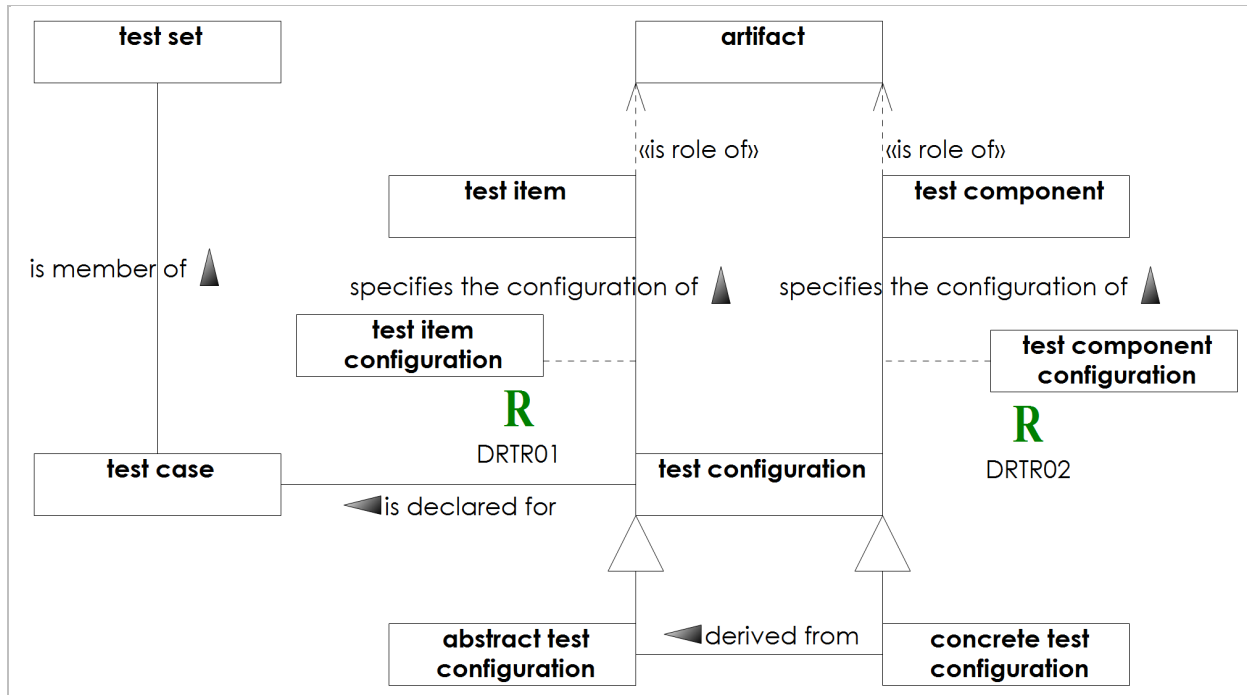 test set
artifact
«is role of»
«is role of»
test item
test component
is member of
specifies the configuration of
specifies the configuration of
test item
configuration
test component
configuration
R
DRTR01
R
DRTR02
test case
test configuration
is declared for
abstract test
configuration
derived from
concrete test
configuration